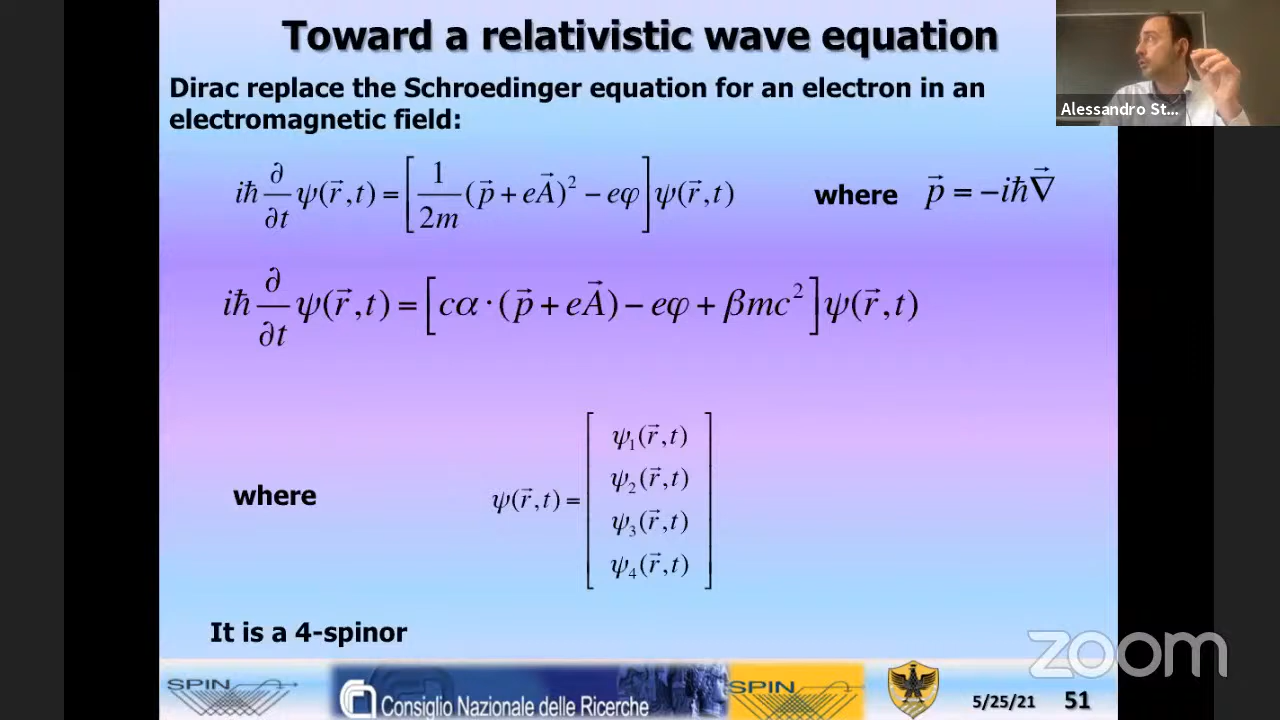 Toward a relativistic wave equation
Dirac replace the Schroedinger equation for an electron in an
electromagnetic field:
iħ ∂/∂t ψ(r⃗,t) = [1/2m (p⃗ + eA⃗)² − eφ] ψ(r⃗,t) where p⃗ = −iħ∇⃗
iħ ∂/∂t ψ(r⃗,t) = [cα · (p⃗ + eA⃗) − eφ + βmc²] ψ(r⃗,t)
where ψ(r⃗,t) = [
ψ₁(r⃗,t)
ψ₂(r⃗,t)
ψ₃(r⃗,t)
ψ₄(r⃗,t)
]
It is a 4-spinor
Alessandro St...
zoom
SPIN
Consiglio Nazionale delle Ricerche
SPIN
5/25/21 51